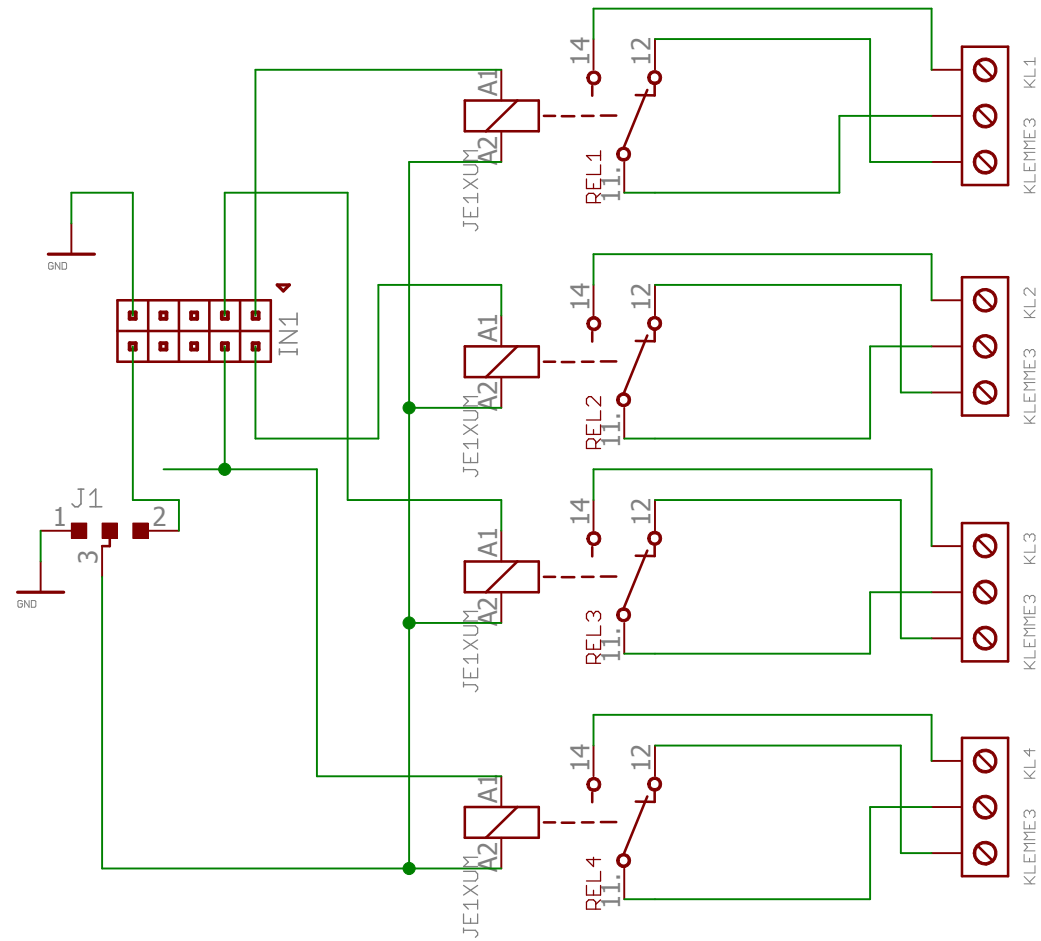 14
12
A1
A2
JE1XUM
REL1
11.
KL1
KLEMME3
GND
IN1
14
12
A1
A2
JE1XUM
REL2
11.
KL2
KLEMME3
J1
1
2
3
GND
14
12
A1
A2
JE1XUM
REL3
11.
KL3
KLEMME3
14
12
A1
A2
JE1XUM
REL4
11.
KL4
KLEMME3